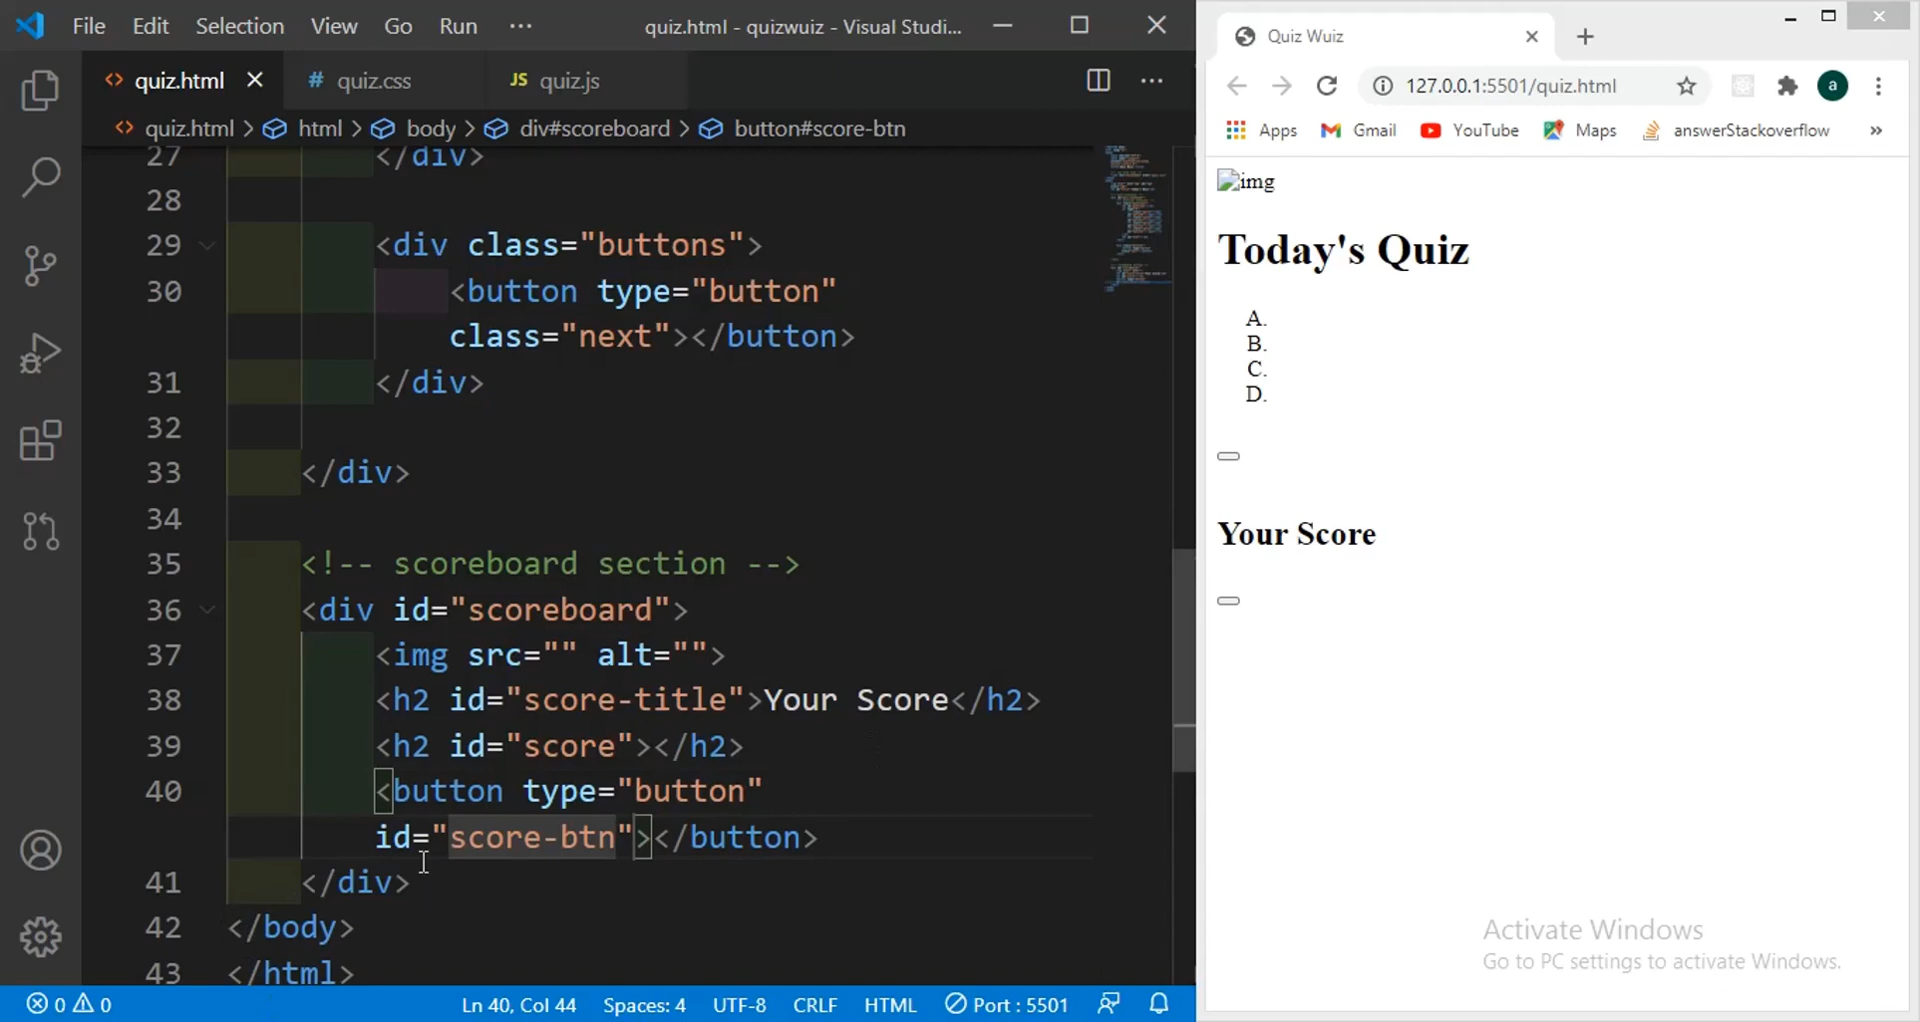 File Edit Selection View Go Run ··· quiz.html - quizwuiz - Visual Studi...
quiz.html # quiz.css JS quiz.js
quiz.html > html > body > div#scoreboard > button#score-btn
27 </div>
28
29 <div class="buttons">
30 <button type="button"
class="next"></button>
31 </div>
32
33 </div>
34
35 <!-- scoreboard section -->
36 <div id="scoreboard">
37 <img src="" alt="">
38 <h2 id="score-title">Your Score</h2>
39 <h2 id="score"></h2>
40 <button type="button"
id="score-btn"></button>
41 </div>
42 </body>
43 </html>
0 0 Ln 40, Col 44 Spaces: 4 UTF-8 CRLF HTML Port : 5501
Quiz Wuiz
127.0.0.1:5501/quiz.html a
Apps Gmail YouTube Maps answerStackoverflow »
img
Today's Quiz
A.
B.
C.
D.
Your Score
Activate Windows
Go to PC settings to activate Windows.